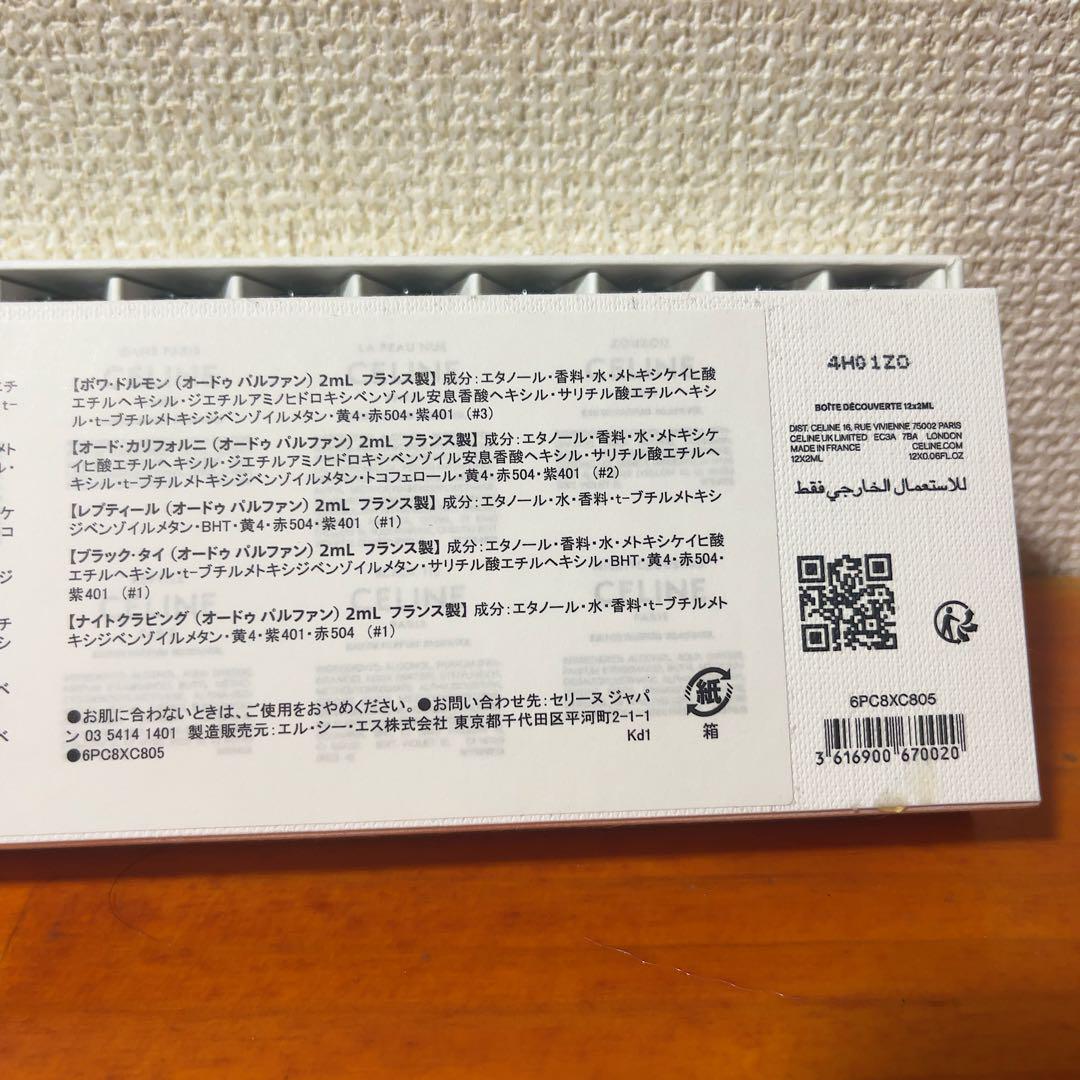 【ボワ・ドルモン (オードゥ パルファン) 2mL フランス製】成分:エタノール・香料・水・メトキシケイヒ酸
エチルヘキシル・ジエチルアミノヒドロキシベンゾイル安息香酸ヘキシル・サリチル酸エチルヘキシ
ル・t-ブチルメトキシジベンゾイルメタン・黄4・赤504・紫401 (#3)
【オード・カリフォルニ (オードゥ パルファン) 2mL フランス製】成分:エタノール・香料・水・メトキシケ
イヒ酸エチルヘキシル・ジエチルアミノヒドロキシベンゾイル安息香酸ヘキシル・サリチル酸エチルヘ
キシル・t-ブチルメトキシジベンゾイルメタン・トコフェロール・黄4・赤504・紫401 (#2)
【レプティール (オードゥ パルファン) 2mL フランス製】成分:エタノール・水・香料・t-ブチルメトキシ
ジベンゾイルメタン・BHT・黄4・赤504・紫401 (#1)
【ブラック・タイ (オードゥ パルファン) 2mL フランス製】成分:エタノール・香料・水・メトキシケイヒ酸
エチルヘキシル・t-ブチルメトキシジベンゾイルメタン・サリチル酸エチルヘキシル・BHT・黄4・赤504・
紫401 (#1)
【ナイトクラビング (オードゥ パルファン) 2mL フランス製】成分:エタノール・水・香料・t-ブチルメト
キシジベンゾイルメタン・黄4・紫401・赤504 (#1)
●お肌に合わないときは、ご使用をおやめください。●お問い合わせ先:セリーヌ ジャパ
ン 03 5414 1401 製造販売元:エル・シー・エス株式会社 東京都千代田区平河町2-1-1
Kd1
●6PC8XC805
紙
箱
4H01ZO
BOÎTE DÉCOUVERTE 12x2ML
DIST. CELINE 16, RUE VIVIENNE 75002 PARIS
CELINE UK LIMITED EC3A 7BA LONDON
MADE IN FRANCE CELINE.COM
12X2ML 12X0.06FL.OZ
للاستعمال الخارجي فقط
6PC8XC805
3 616900 670020